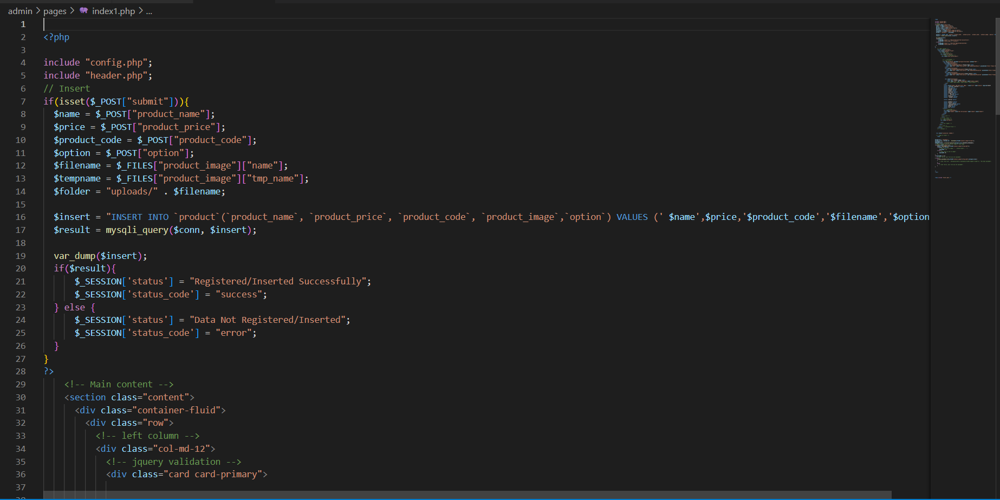 admin > pages > index1.php > ...
1
2 <?php
3
4 include "config.php";
5 include "header.php";
6 // Insert
7 if(isset($_POST["submit"])){
8 $name = $_POST["product_name"];
9 $price = $_POST["product_price"];
10 $product_code = $_POST["product_code"];
11 $option = $_POST["option"];
12 $filename = $_FILES["product_image"]["name"];
13 $tempname = $_FILES["product_image"]["tmp_name"];
14 $folder = "uploads/" . $filename;
15
16 $insert = "INSERT INTO `product`(`product_name`, `product_price`, `product_code`, `product_image`,`option`) VALUES (' $name',$price,'$product_code','$filename','$option
17 $result = mysqli_query($conn, $insert);
18
19 var_dump($insert);
20 if($result){
21 $_SESSION['status'] = "Registered/Inserted Successfully";
22 $_SESSION['status_code'] = "success";
23 } else {
24 $_SESSION['status'] = "Data Not Registered/Inserted";
25 $_SESSION['status_code'] = "error";
26 }
27 }
28 ?>
29 <!-- Main content -->
30 <section class="content">
31 <div class="container-fluid">
32 <div class="row">
33 <!-- left column -->
34 <div class="col-md-12">
35 <!-- jquery validation -->
36 <div class="card card-primary">
37